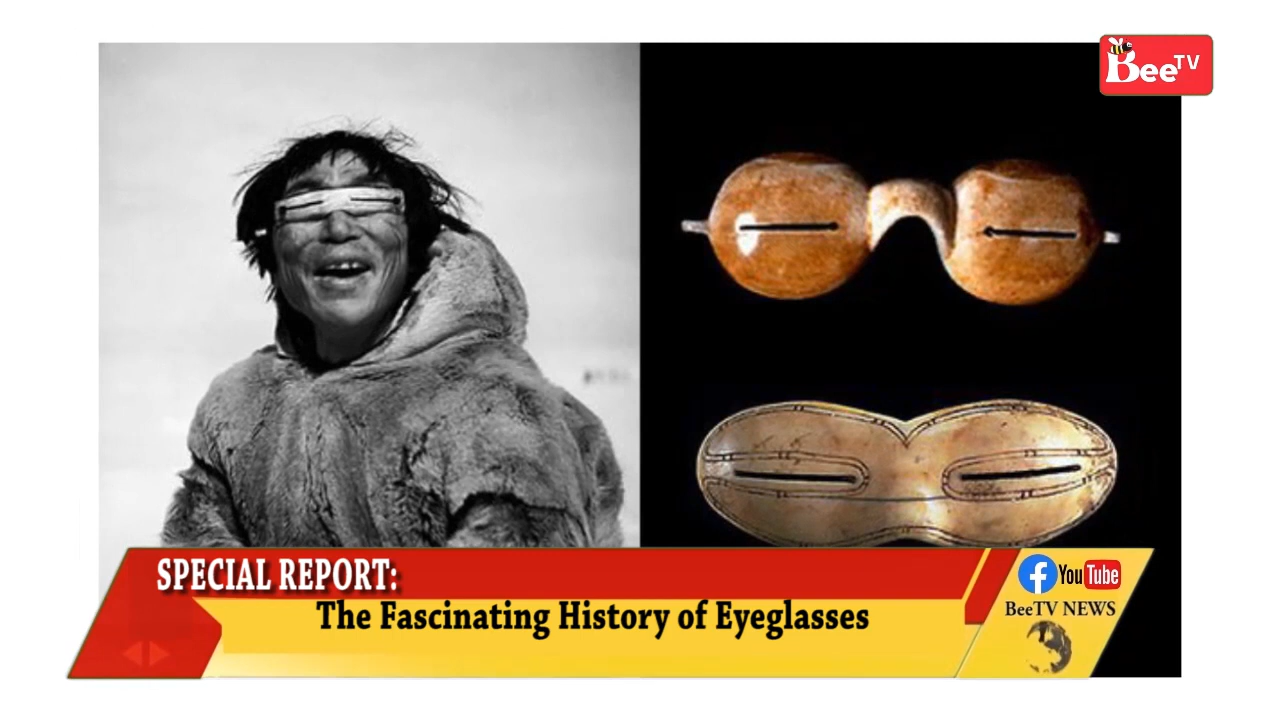 BeeTV
SPECIAL REPORT:
The Fascinating History of Eyeglasses
f YouTube
BeeTV NEWS